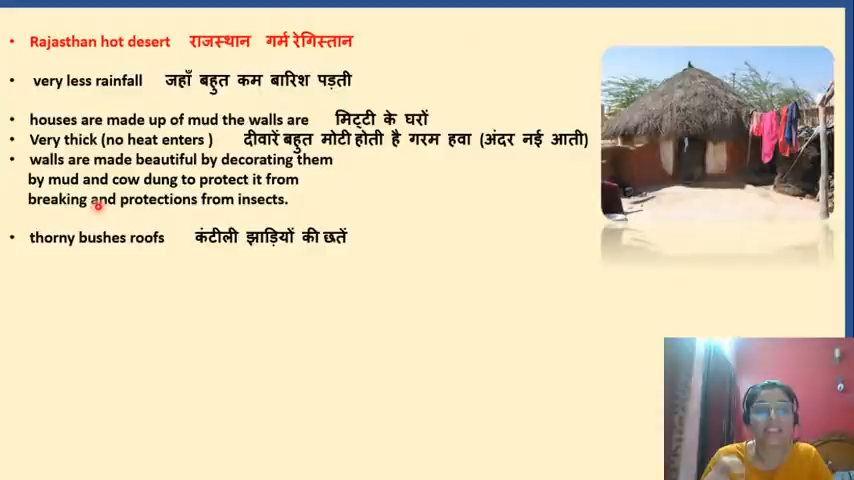 • Rajasthan hot desert राजस्थान गर्म रेगिस्तान
• very less rainfall जहाँ बहुत कम बारिश पड़ती
• houses are made up of mud the walls are मिट्टी के घरों
• Very thick (no heat enters ) दीवारें बहुत मोटी होती है गरम हवा (अंदर नई आती)
• walls are made beautiful by decorating them
by mud and cow dung to protect it from
breaking and protections from insects.
• thorny bushes roofs कंटीली झाड़ियों की छतें